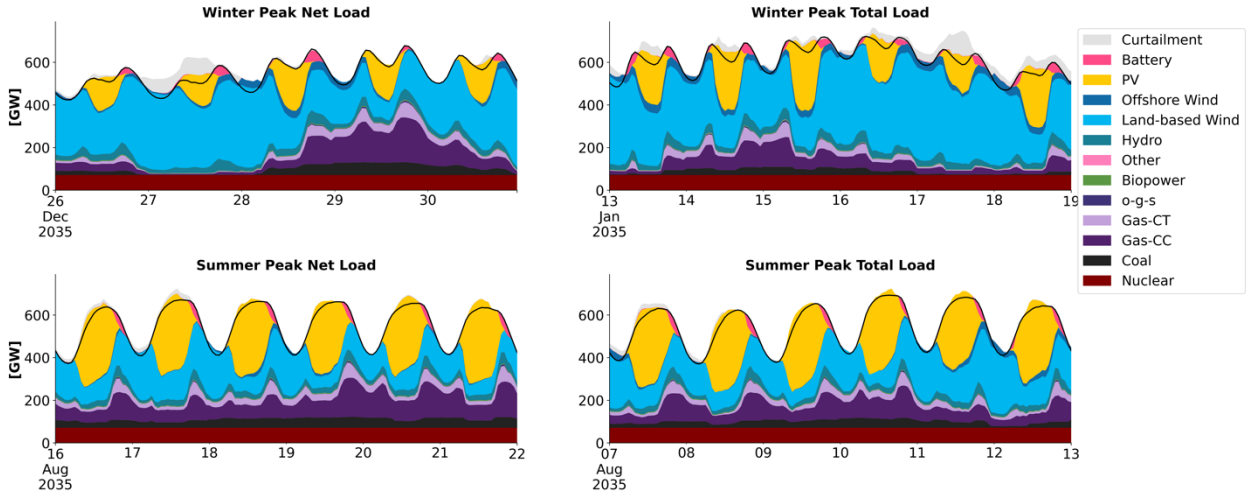 Winter Peak Net Load
[GW]
600
400
200
0
26 27 28 29 30
Dec
2035
Winter Peak Total Load
600
400
200
0
13 14 15 16 17 18 19
Jan
2035
Curtailment
Battery
PV
Offshore Wind
Land-based Wind
Hydro
Other
Biopower
o-g-s
Gas-CT
Gas-CC
Coal
Nuclear
Summer Peak Net Load
[GW]
600
400
200
0
16 17 18 19 20 21 22
Aug
2035
Summer Peak Total Load
600
400
200
0
07 08 09 10 11 12 13
Aug
2035